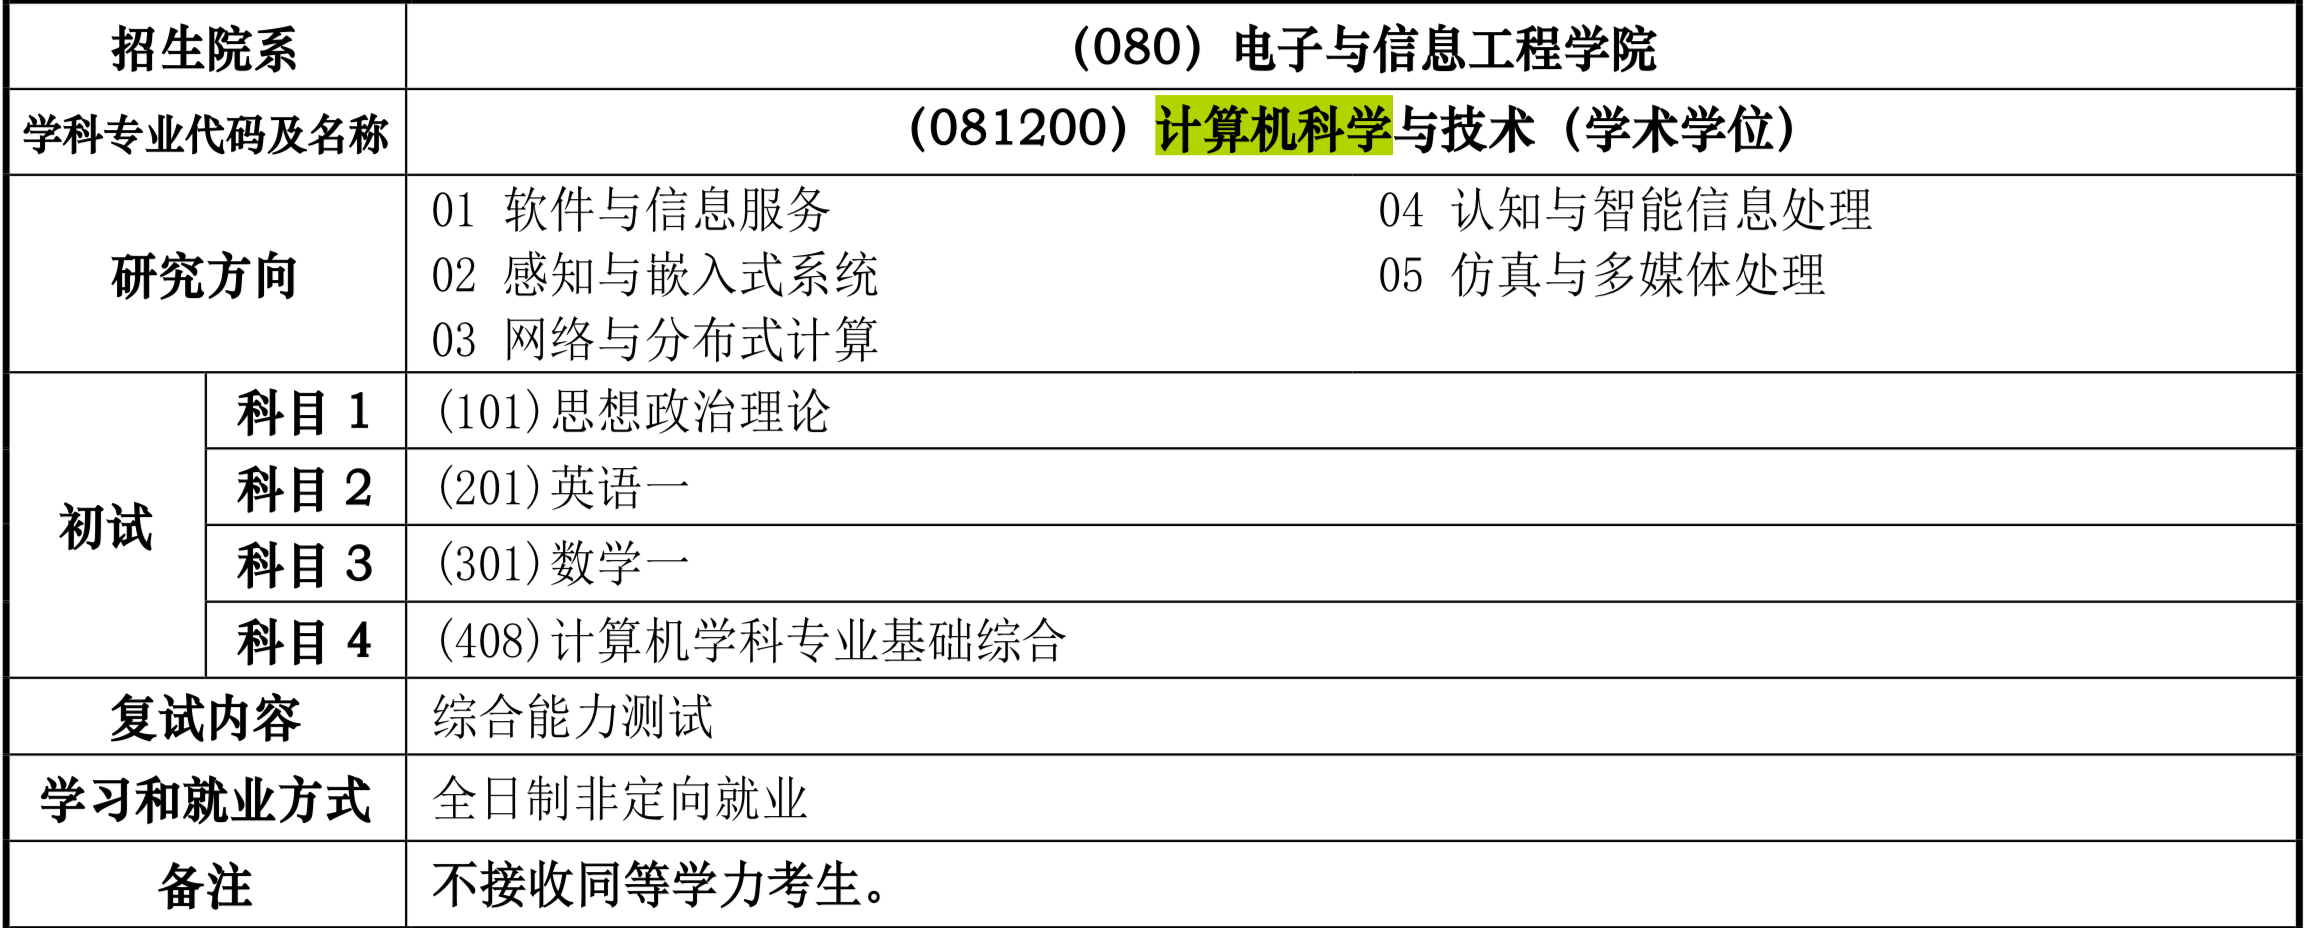 招生院系
(080) 电子与信息工程学院
学科专业代码及名称
(081200) 计算机科学与技术 (学术学位)
研究方向
01 软件与信息服务
02 感知与嵌入式系统
03 网络与分布式计算
04 认知与智能信息处理
05 仿真与多媒体处理
初试
科目 1
(101)思想政治理论
科目 2
(201)英语一
科目 3
(301)数学一
科目 4
(408)计算机学科专业基础综合
复试内容
综合能力测试
学习和就业方式
全日制非定向就业
备注
不接收同等学力考生。